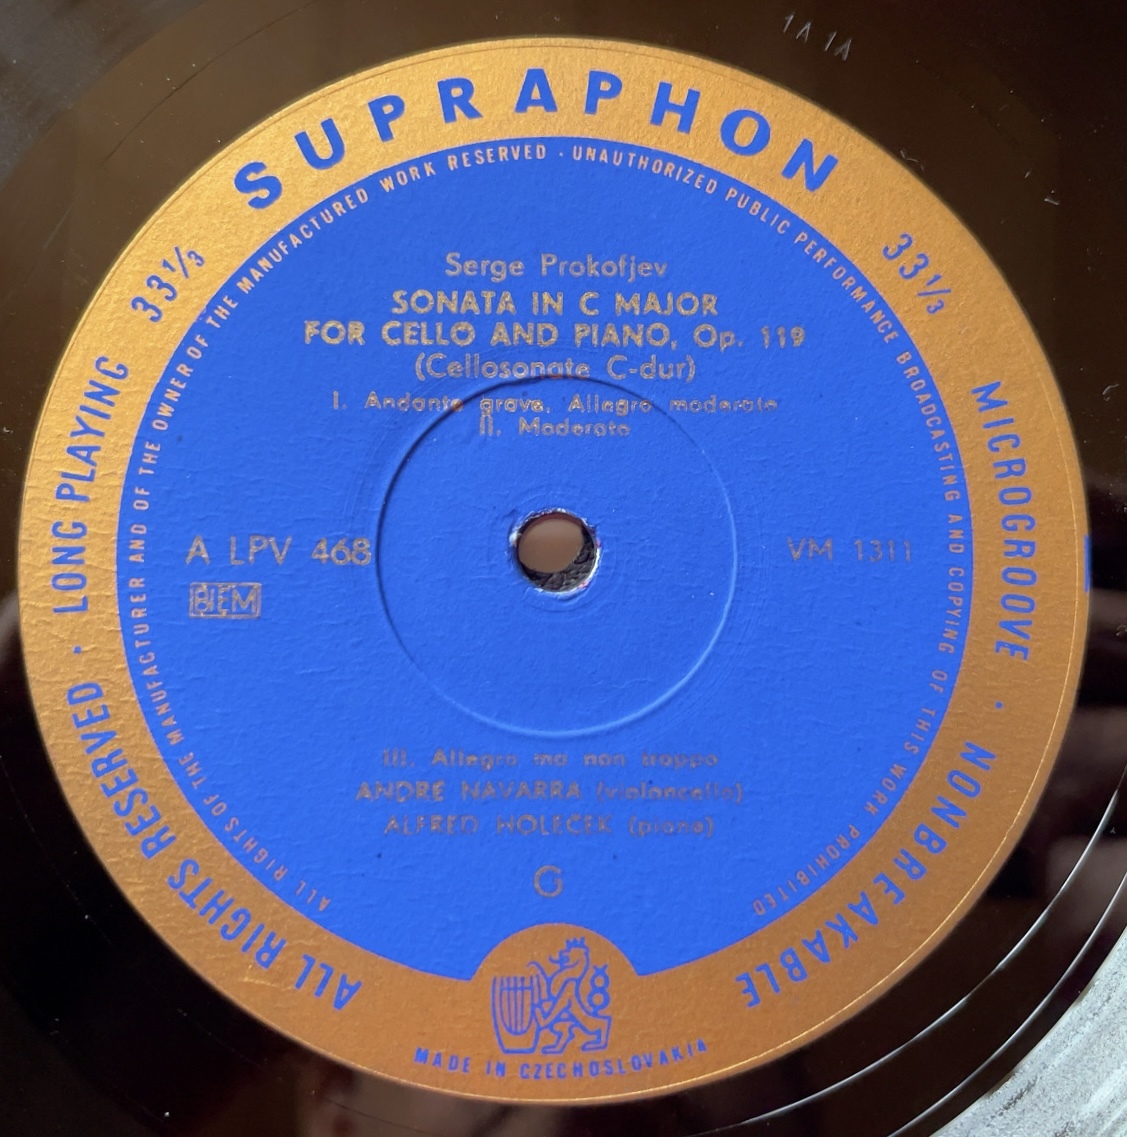 1A 1A
SUPRAPHON
33⅓
33⅓
ALL RIGHTS RESERVED · LONG PLAYING
MICROGROOVE · NONBREAKABLE
ALL RIGHTS OF THE MANUFACTURER AND OF THE OWNER OF THE MANUFACTURED WORK RESERVED · UNAUTHORIZED PUBLIC PERFORMANCE BROADCASTING AND COPYING OF THIS WORK PROHIBITED
Serge Prokofjev
SONATA IN C MAJOR
FOR CELLO AND PIANO, Op. 119
(Cellosonate C-dur)
I. Andante grave. Allegro moderato
II. Moderato
A LPV 468
VM 1311
BIEM
III. Allegro ma non troppo
ANDRÉ NAVARRA (violoncello)
ALFRED HOLEČEK (piano)
G
MADE IN CZECHOSLOVAKIA